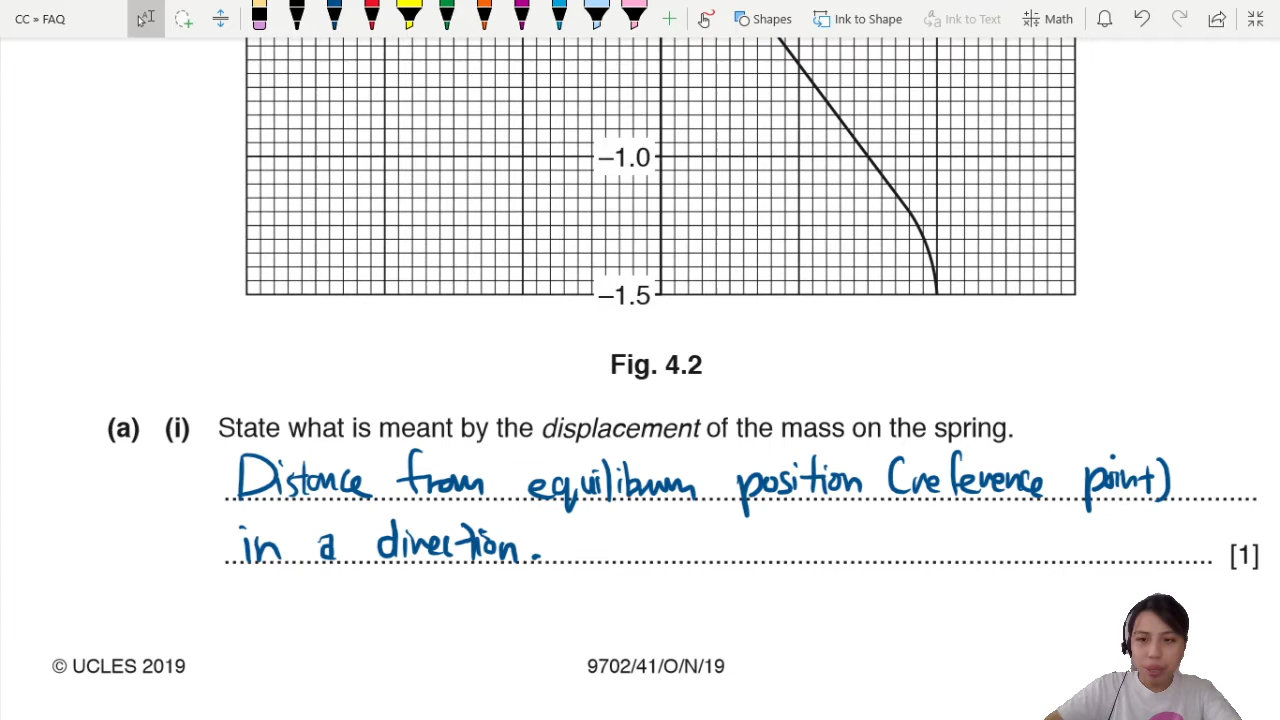 CC » FAQ
Shapes
Ink to Shape
Ink to Text
Math
–1.0
–1.5
Fig. 4.2
(a) (i) State what is meant by the displacement of the mass on the spring.
Distance from equilibrium position (reference point)
in a direction.
[1]
© UCLES 2019
9702/41/O/N/19